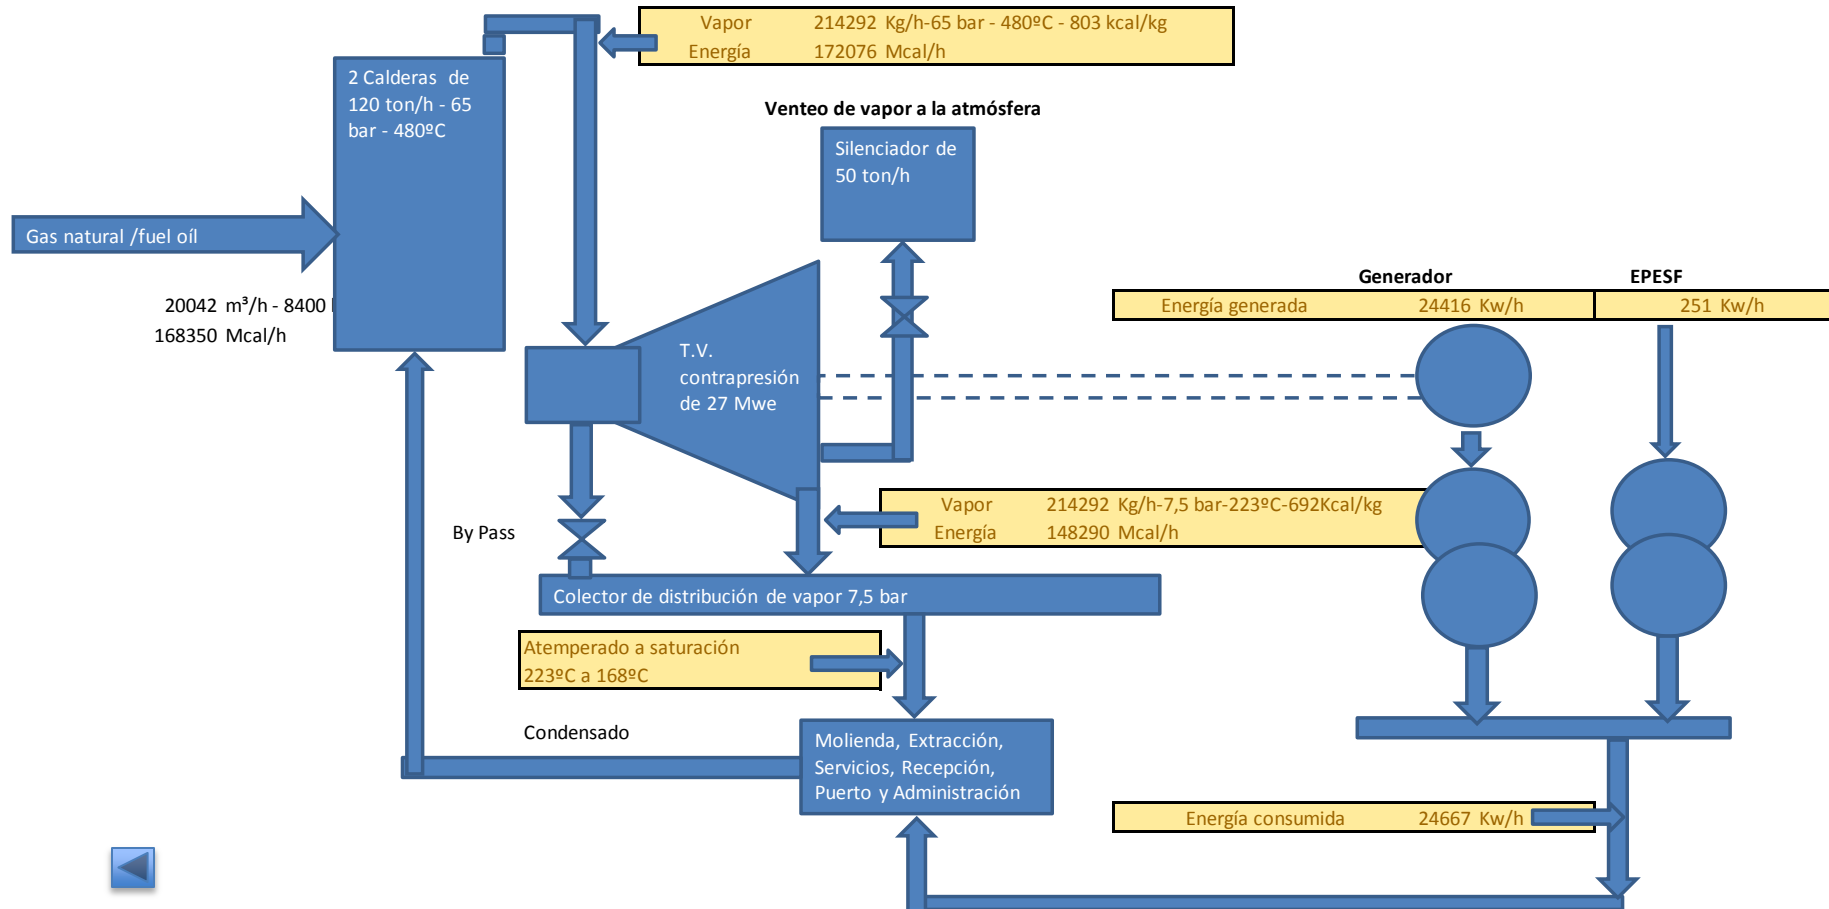 Vapor 214292 Kg/h-65 bar - 480ºC - 803 kcal/kg
Energía 172076 Mcal/h
2 Calderas de
120 ton/h - 65
bar - 480ºC
Venteo de vapor a la atmósfera
Silenciador de
50 ton/h
Gas natural /fuel oíl
20042 m³/h - 8400
168350 Mcal/h
Generador EPESF
Energía generada 24416 Kw/h 251 Kw/h
T.V.
contrapresión
de 27 Mwe
Vapor 214292 Kg/h-7,5 bar-223ºC-692Kcal/kg
Energía 148290 Mcal/h
By Pass
Colector de distribución de vapor 7,5 bar
Atemperado a saturación
223ºC a 168ºC
Condensado
Molienda, Extracción,
Servicios, Recepción,
Puerto y Administración
Energía consumida 24667 Kw/h